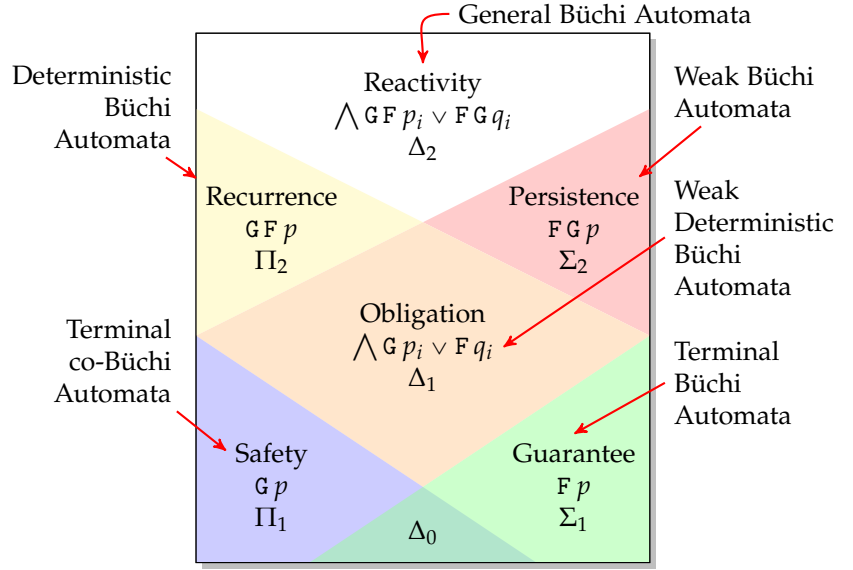 General Büchi Automata
Deterministic
Büchi
Automata
Reactivity
⋀ G F pᵢ ∨ F G qᵢ
Δ₂
Weak Büchi
Automata
Recurrence
G F p
Π₂
Persistence
F G p
Σ₂
Weak
Deterministic
Büchi
Automata
Obligation
⋀ G pᵢ ∨ F qᵢ
Δ₁
Terminal
co-Büchi
Automata
Terminal
Büchi
Automata
Safety
G p
Π₁
Guarantee
F p
Σ₁
Δ₀